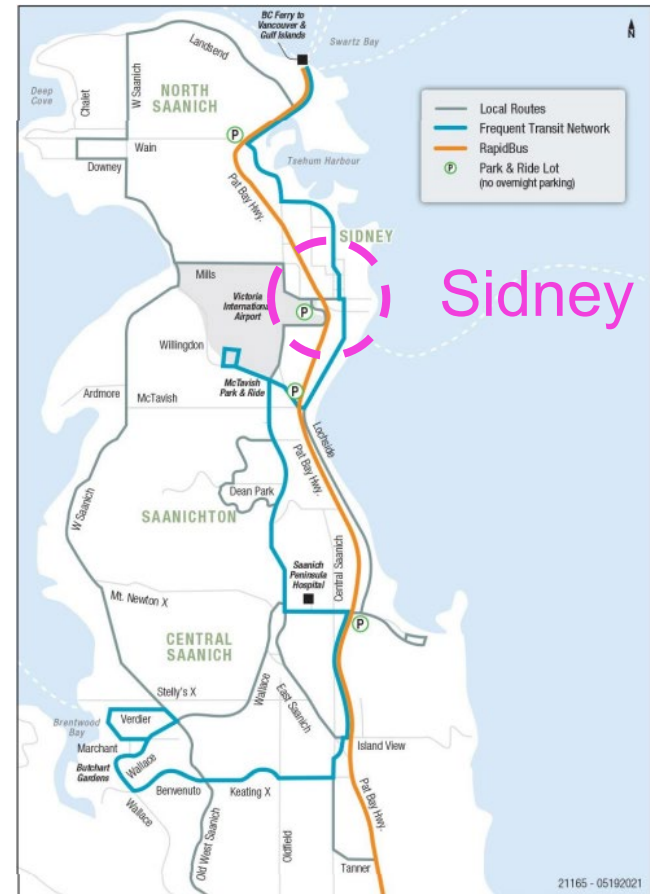 BC Ferry to
Vancouver &
Gulf Islands
Swartz Bay
N
Landsend
Deep
Cove
Chalet
W Saanich
NORTH
SAANICH
Local Routes
Frequent Transit Network
RapidBus
P Park & Ride Lot
(no overnight parking)
P
Wain
Tsehum Harbour
Downey
Pat Bay Hwy.
SIDNEY
Mills
Sidney
Victoria
International
Airport
P
Willingdon
McTavish
Park & Ride
P
Ardmore
McTavish
Lochside
Pat Bay Hwy.
W Saanich
Dean Park
SAANICHTON
Central Saanich
Saanich
Peninsula
Hospital
Mt. Newton X
P
CENTRAL
SAANICH
Wallace
East Saanich
Stelly's X
Brentwood
Bay
Verdier
Marchant
Wallace
Butchart
Gardens
Island View
Benvenuto
Keating X
Pat Bay Hwy.
Wallace
Old West Saanich
Oldfield
Tanner
21165 - 05192021